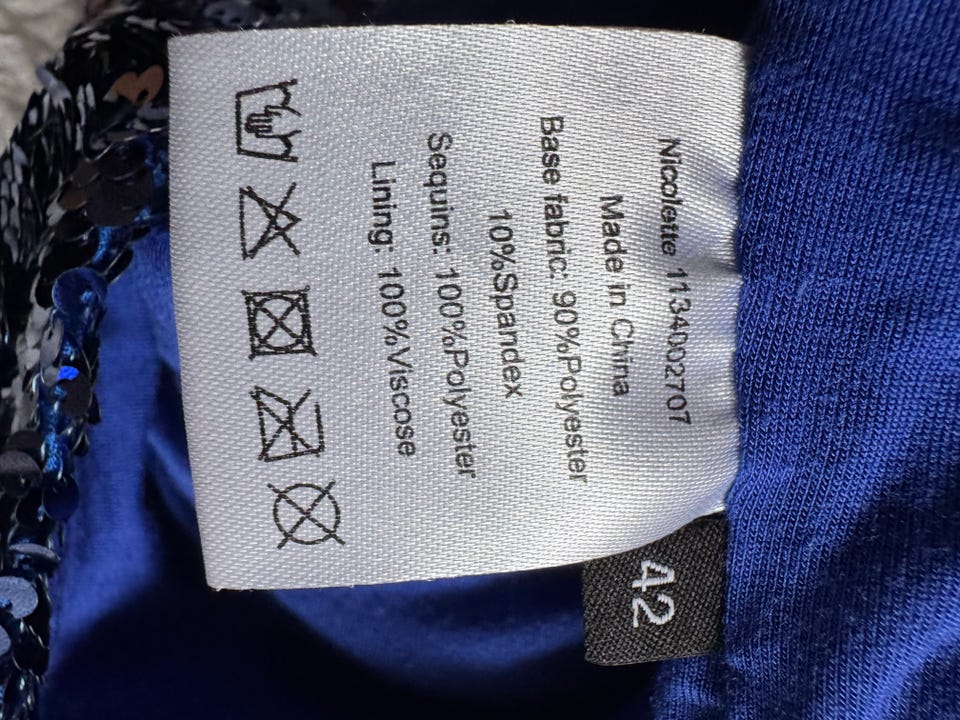 Nicolette 1134002707
Made in China
Base fabric: 90%Polyester
10%Spandex
Sequins: 100%Polyester
Lining: 100%Viscose
42